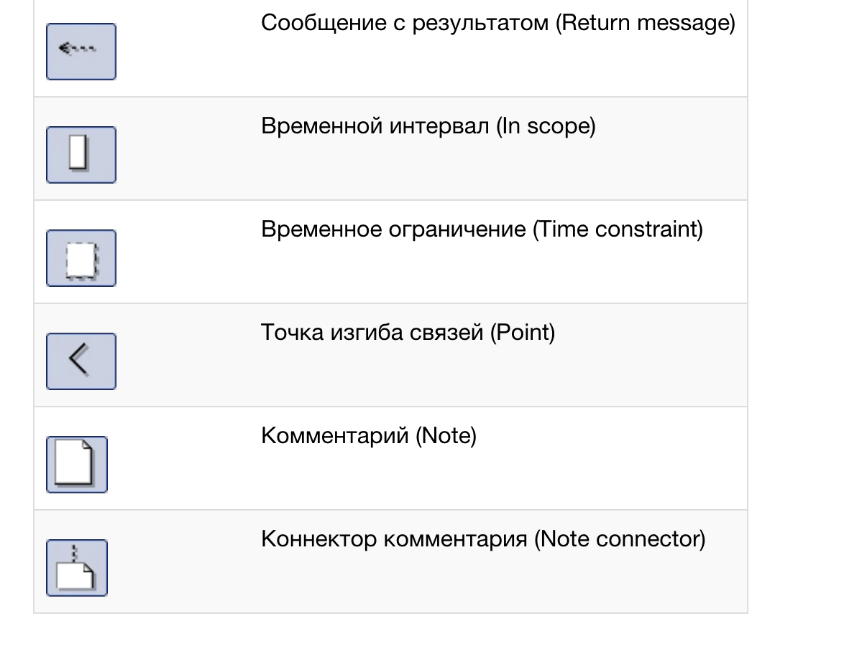 Сообщение с результатом (Return message)
Временной интервал (In scope)
Временное ограничение (Time constraint)
Точка изгиба связей (Point)
Комментарий (Note)
Коннектор комментария (Note connector)